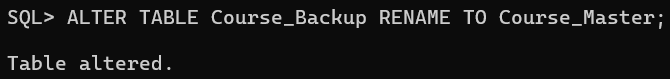 SQL> ALTER TABLE Course_Backup RENAME TO Course_Master;
Table altered.